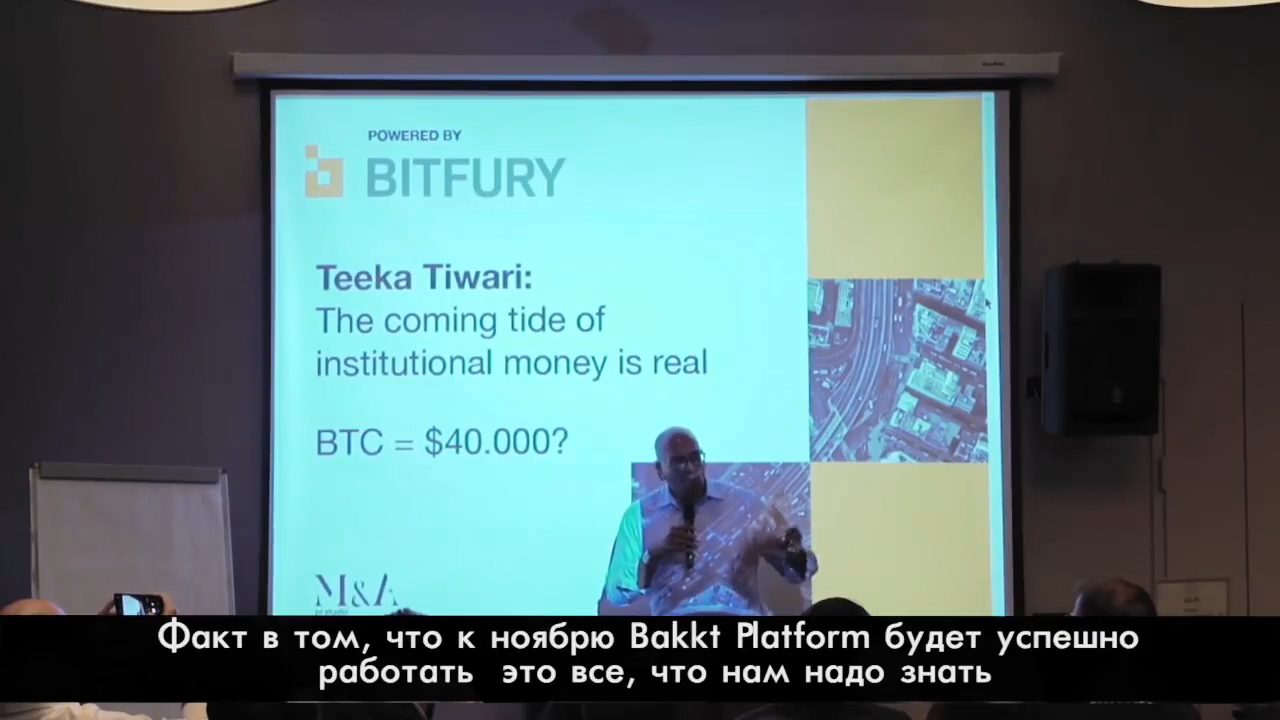 POWERED BY
BITFURY
Teeka Tiwari:
The coming tide of
institutional money is real
BTC = $40.000?
M&A
Факт в том, что к ноябрю Bakkt Platform будет успешно
работать это все, что нам надо знать